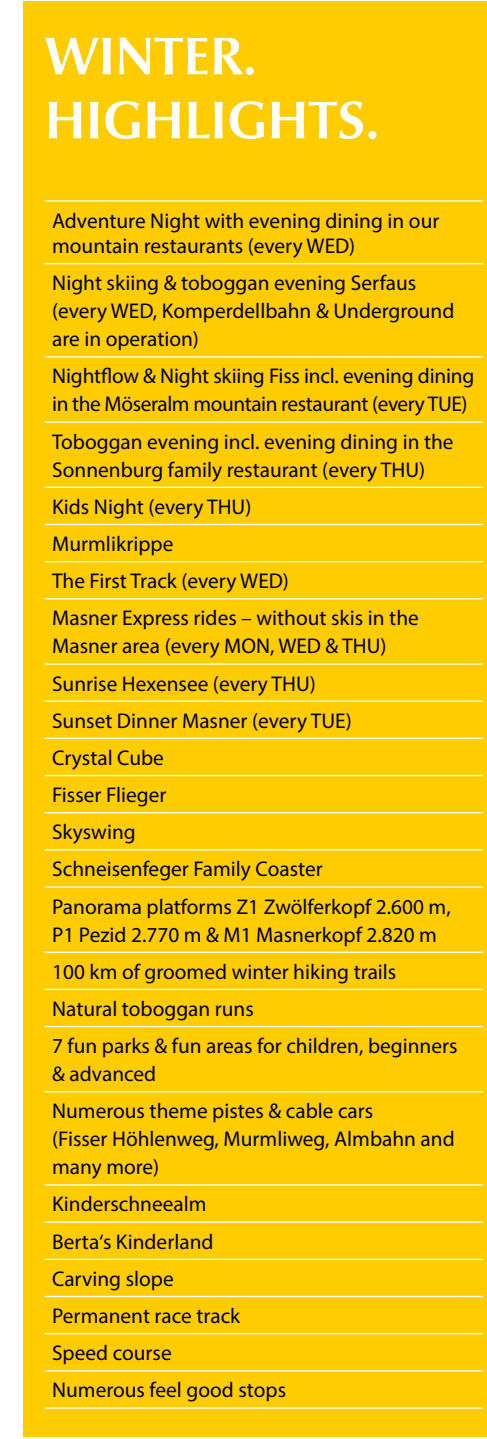 WINTER.
HIGHLIGHTS.
Adventure Night with evening dining in our
mountain restaurants (every WED)
Night skiing & toboggan evening Serfaus
(every WED, Komperdellbahn & Underground
are in operation)
Nightflow & Night skiing Fiss incl. evening dining
in the Möseralm mountain restaurant (every TUE)
Toboggan evening incl. evening dining in the
Sonnenburg family restaurant (every THU)
Kids Night (every THU)
Murmlikrippe
The First Track (every WED)
Masner Express rides – without skis in the
Masner area (every MON, WED & THU)
Sunrise Hexensee (every THU)
Sunset Dinner Masner (every TUE)
Crystal Cube
Fisser Flieger
Skyswing
Schneisenfeger Family Coaster
Panorama platforms Z1 Zwölferkopf 2.600 m,
P1 Pezid 2.770 m & M1 Masnerkopf 2.820 m
100 km of groomed winter hiking trails
Natural toboggan runs
7 fun parks & fun areas for children, beginners
& advanced
Numerous theme pistes & cable cars
(Fisser Höhlenweg, Murmliweg, Almbahn and
many more)
Kinderschneealm
Berta‘s Kinderland
Carving slope
Permanent race track
Speed course
Numerous feel good stops